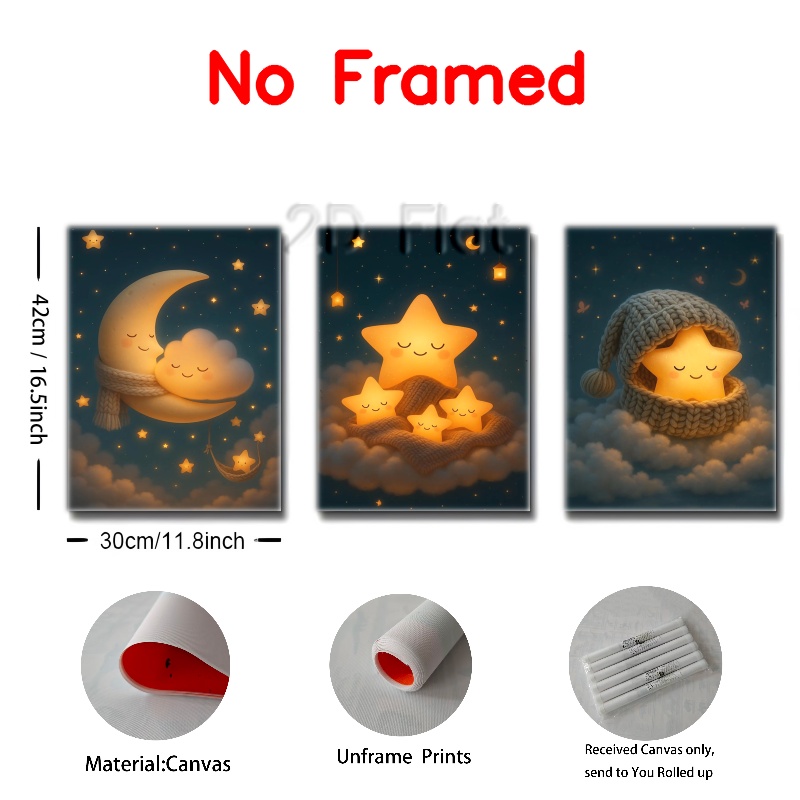 No Framed
2D Flat
42cm / 16.5inch
30cm/11.8inch
Material:Canvas
Unframe Prints
Received Canvas only,
send to You Rolled up